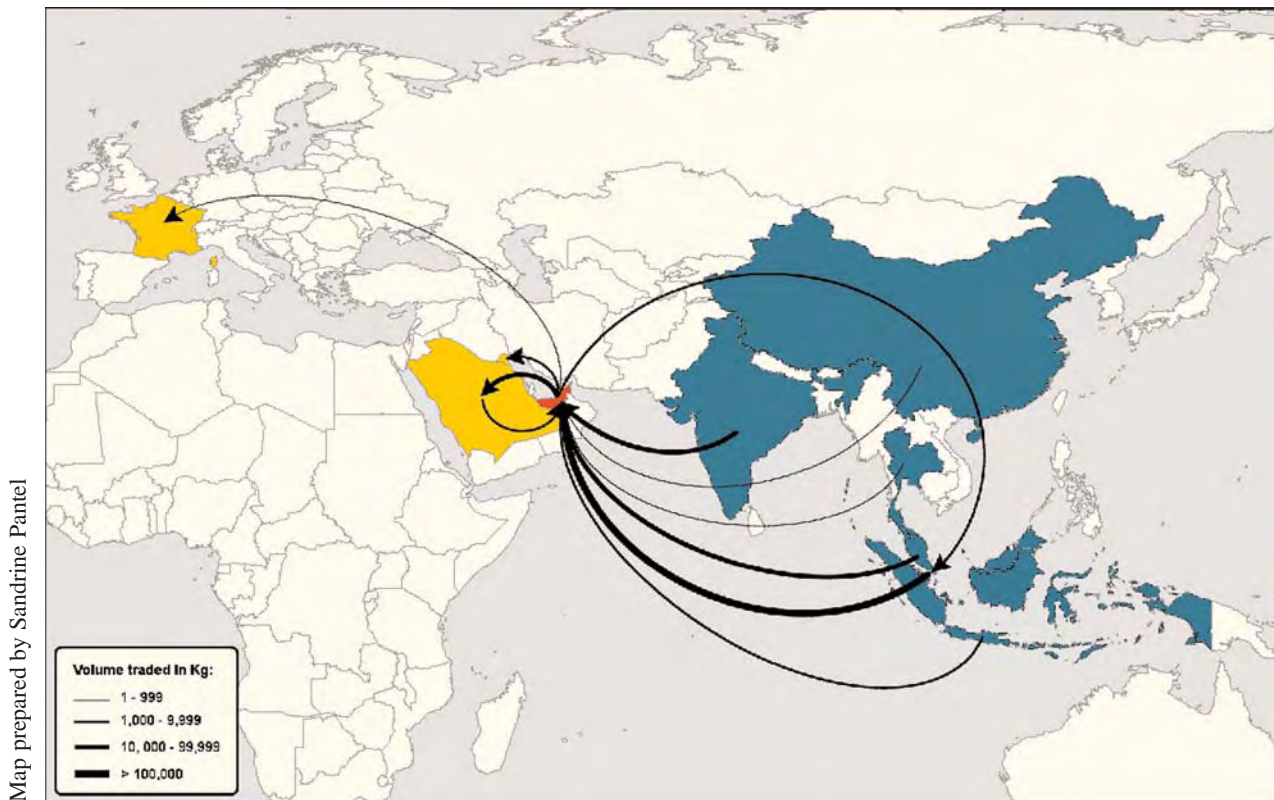 Map prepared by Sandrine Pantel
Volume traded in Kg:
1 - 999
1,000 - 9,999
10, 000 - 99,999
> 100,000